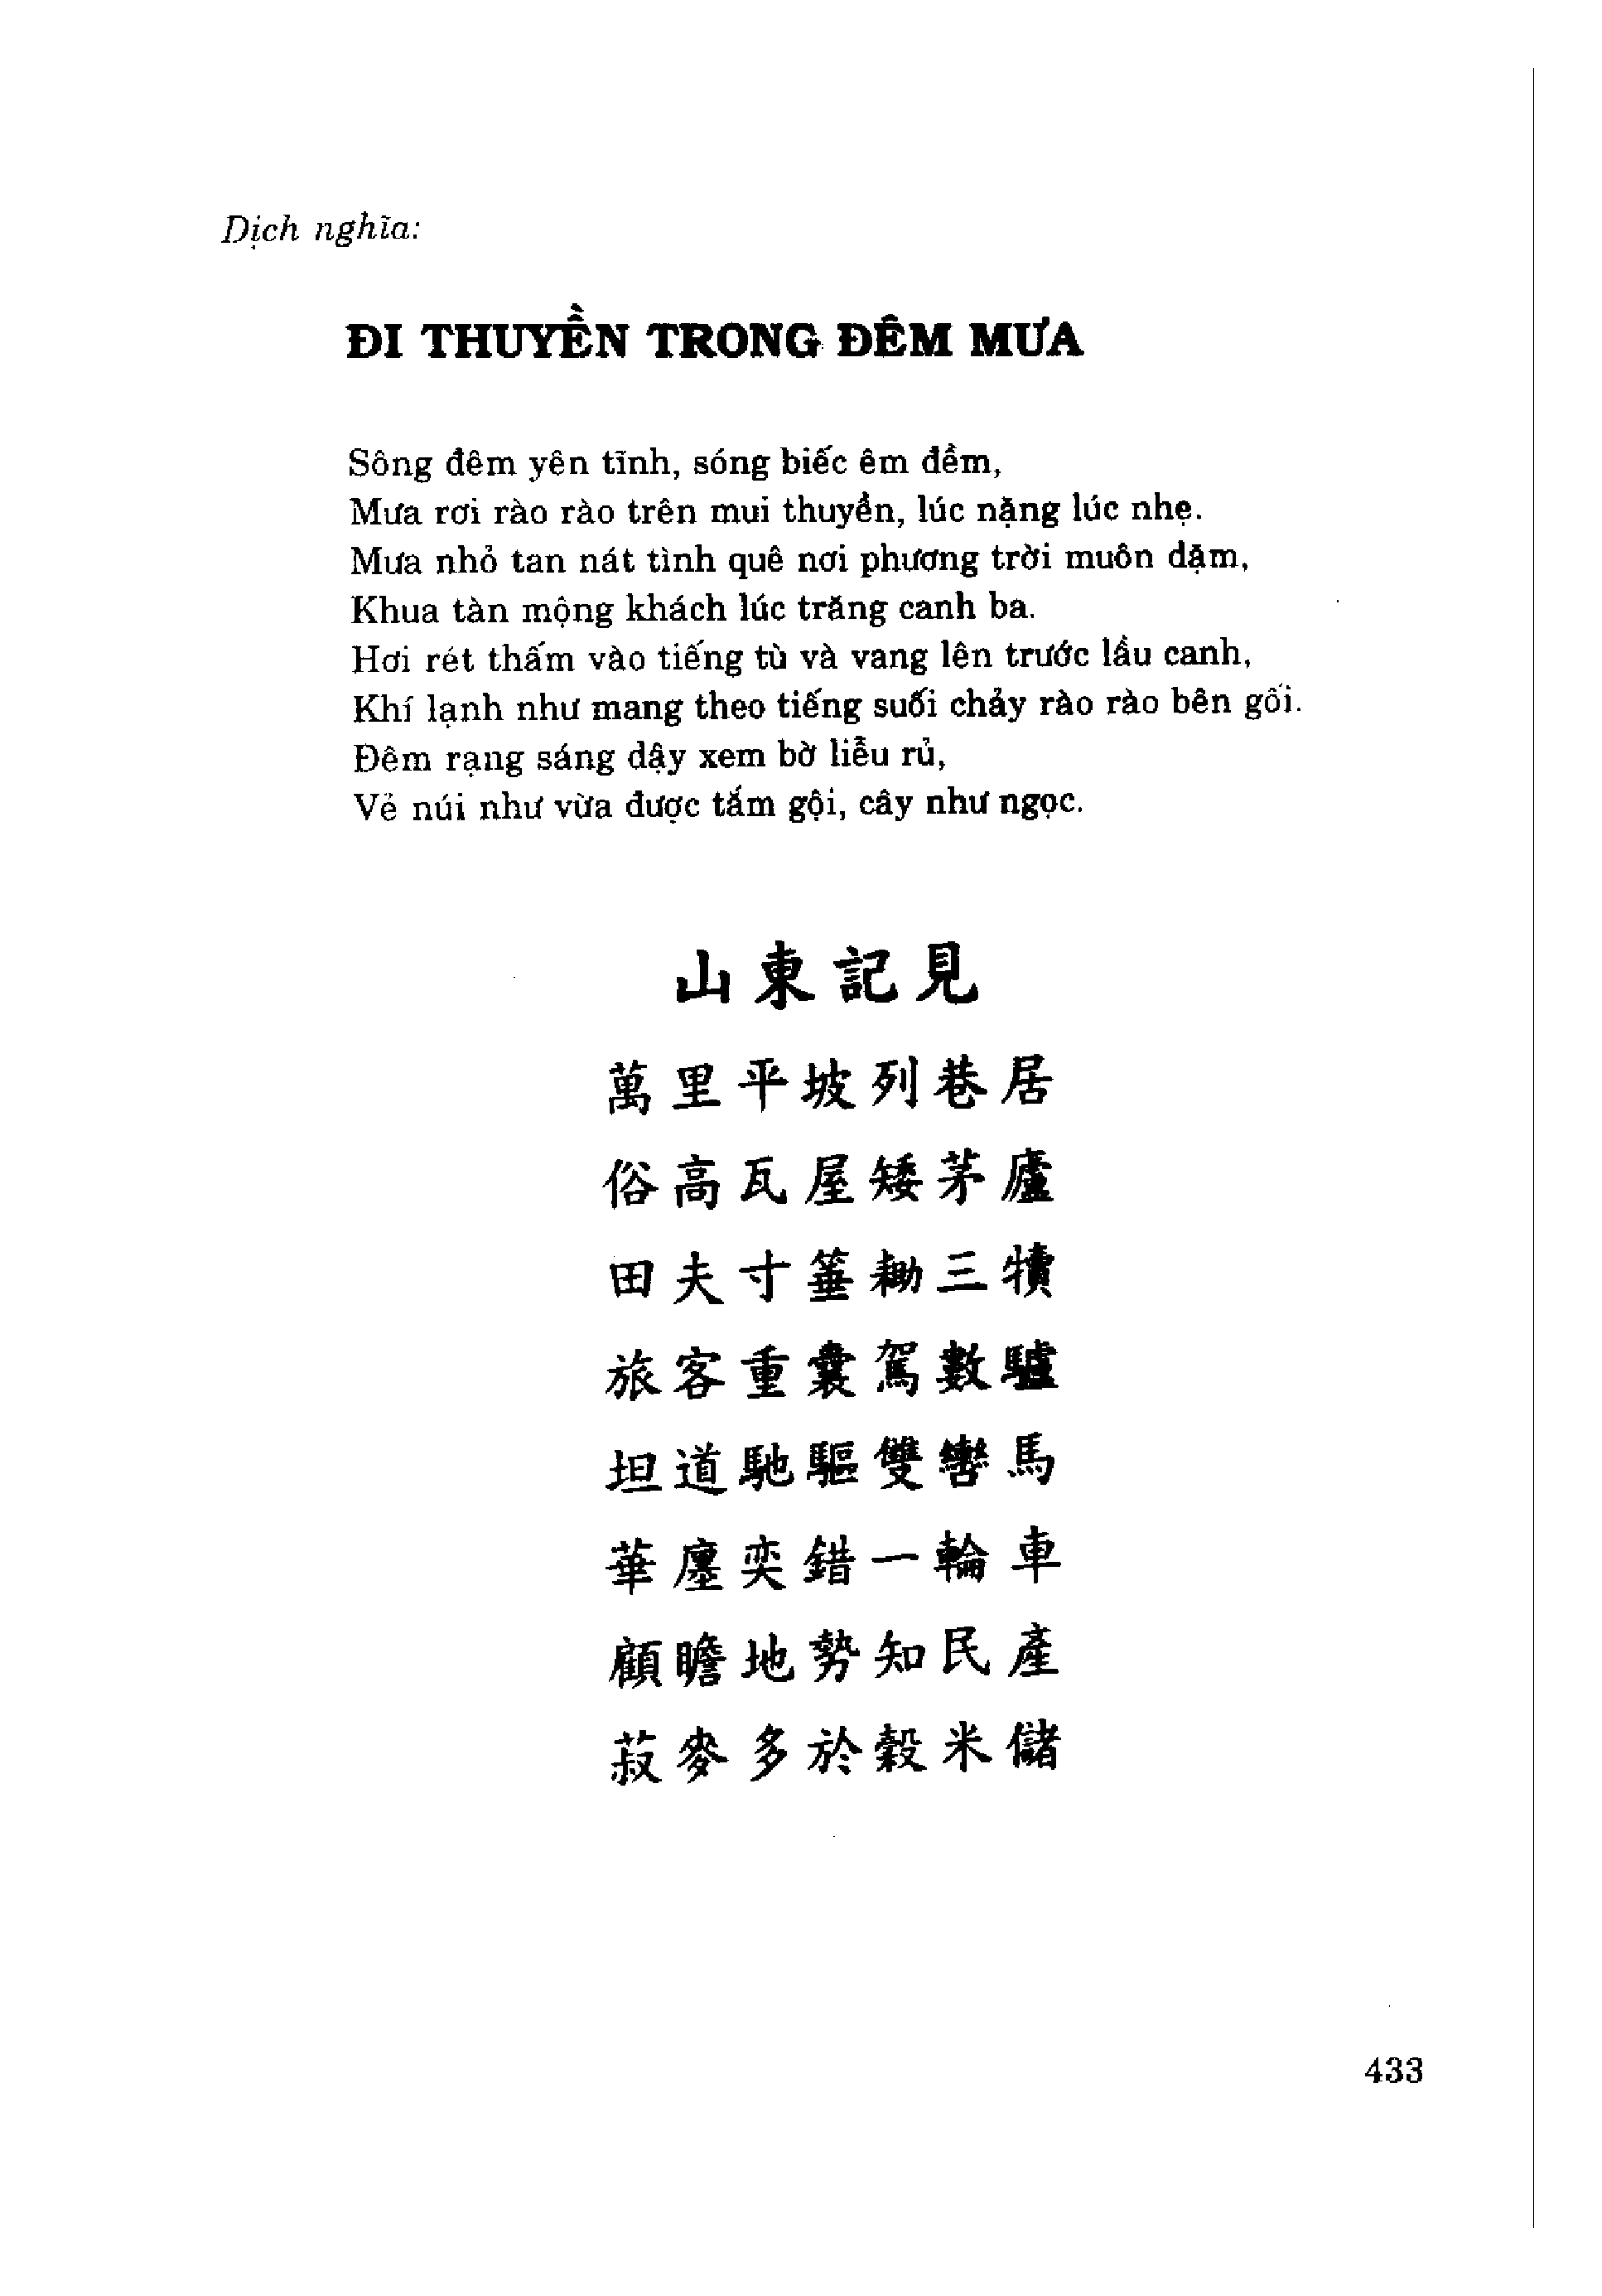 Dịch nghĩa:
ĐI THUYỀN TRONG ĐÊM MƯA
Sông đêm yên tĩnh, sóng biếc êm đềm,
Mưa rơi rào rào trên mui thuyền, lúc nặng lúc nhẹ.
Mưa nhỏ tan nát tình quê nơi phương trời muôn dặm,
Khua tàn mộng khách lúc trăng canh ba.
Hơi rét thấm vào tiếng tù và vang lên trước lầu canh,
Khí lạnh như mang theo tiếng suối chảy rào rào bên gối.
Đêm rạng sáng dậy xem bờ liễu rủ,
Vẻ núi như vừa được tắm gội, cây như ngọc.
山東記見
萬里平坡列巷居
俗高瓦屋矮茅廬
田夫寸箠耡三犢
旅客重囊駕數驢
坦道馳驅雙轡馬
華廛奕錯一輪車
顧瞻地勢知民產
菽麥多於穀米儲
433